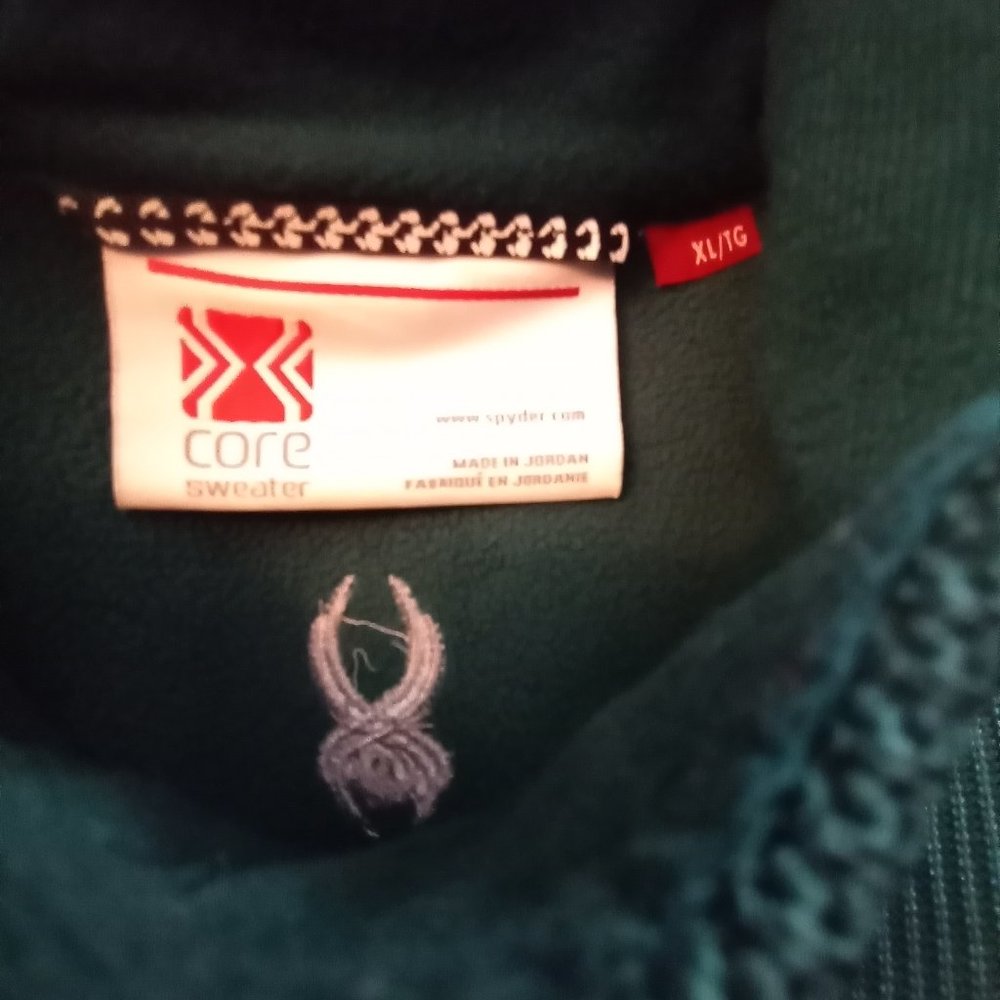 XL/TG
core
sweater
www.spyder.com
MADE IN JORDAN
FABRIQUÉ EN JORDANIE